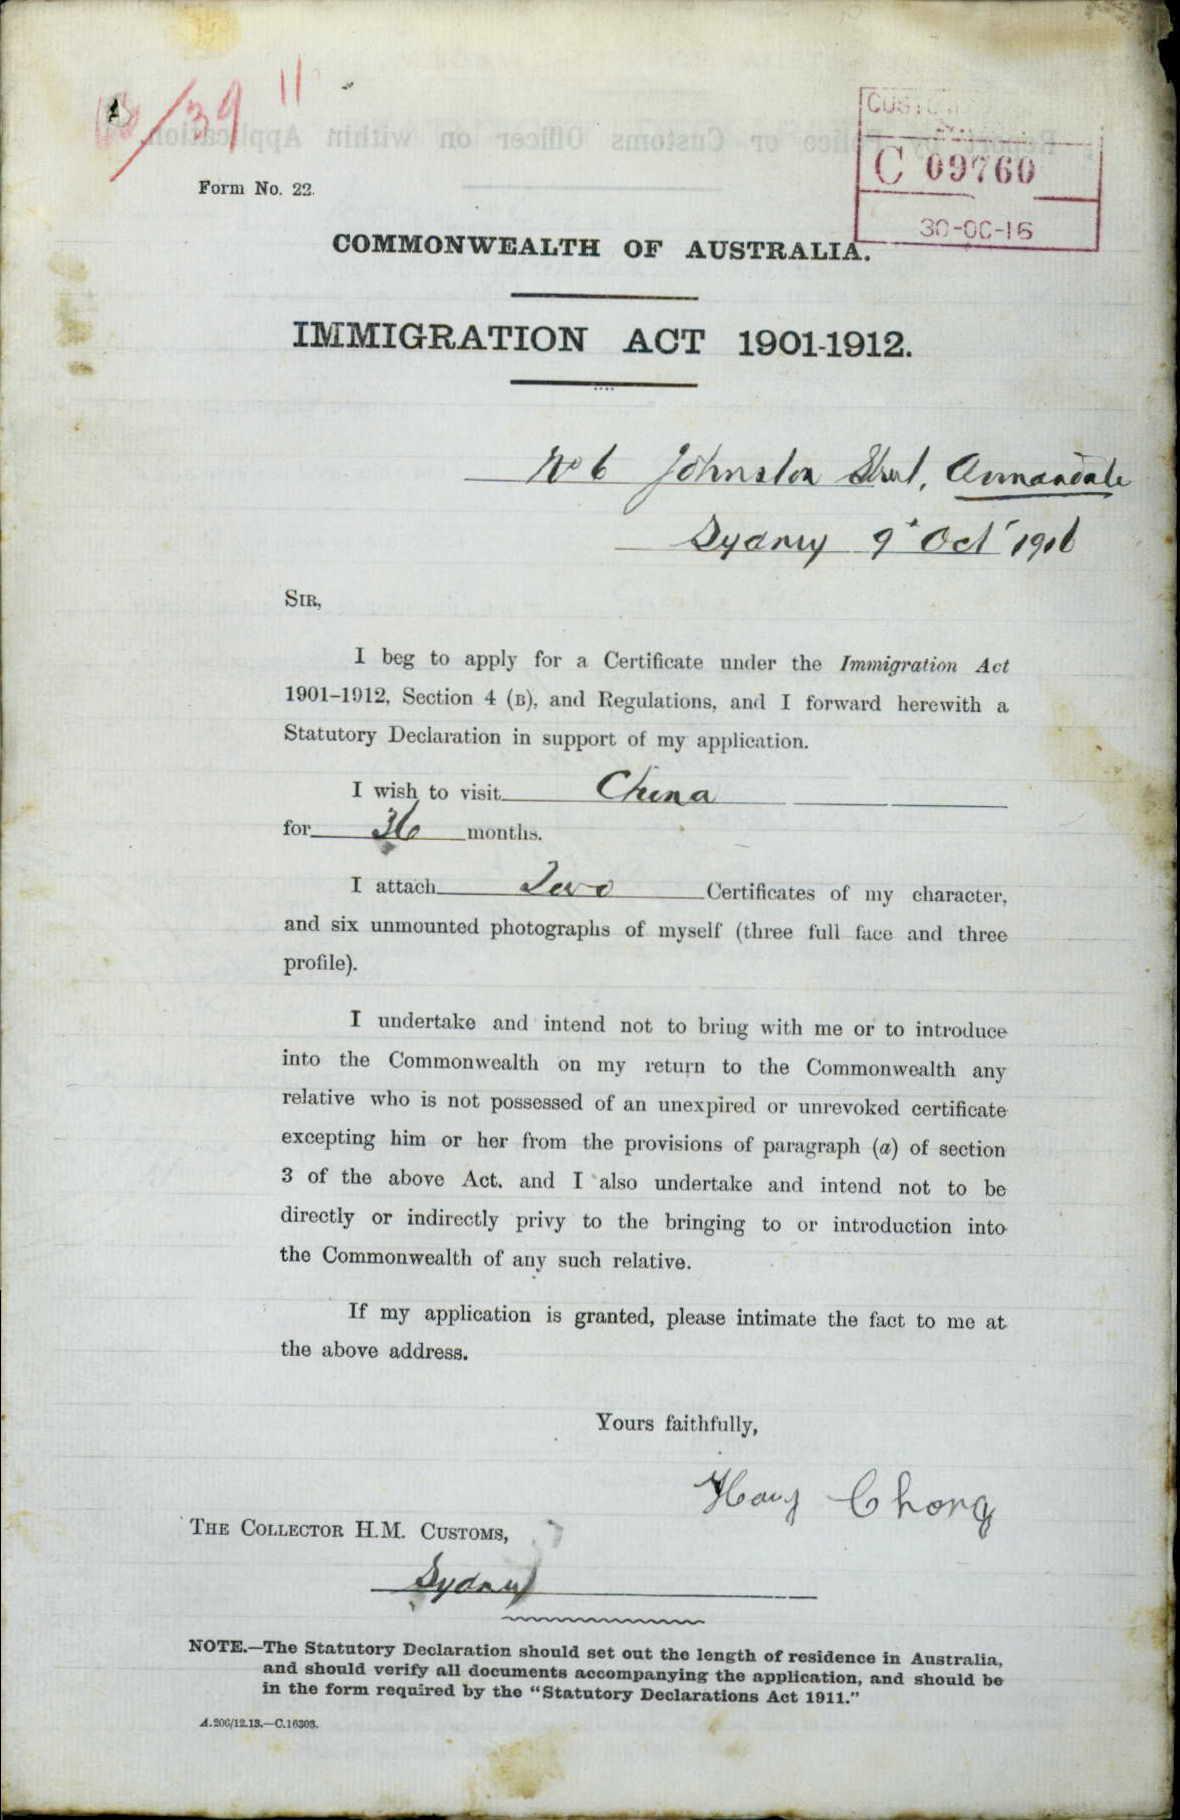 /39 11
CUSTO
C 09760
30-OC-16
Form No. 22.
COMMONWEALTH OF AUSTRALIA.
IMMIGRATION ACT 1901-1912.
No 6 Johnston Street, Annandale
Sydney 9th Oct 1916
SIR,
I beg to apply for a Certificate under the Immigration Act
1901-1912, Section 4 (B), and Regulations, and I forward herewith a
Statutory Declaration in support of my application.
I wish to visit China
for 36 months.
I attach Two Certificates of my character,
and six unmounted photographs of myself (three full face and three
profile).
I undertake and intend not to bring with me or to introduce
into the Commonwealth on my return to the Commonwealth any
relative who is not possessed of an unexpired or unrevoked certificate
excepting him or her from the provisions of paragraph (a) of section
3 of the above Act, and I also undertake and intend not to be
directly or indirectly privy to the bringing to or introduction into
the Commonwealth of any such relative.
If my application is granted, please intimate the fact to me at
the above address.
Yours faithfully,
Chong
THE COLLECTOR H.M. CUSTOMS,
Sydney
NOTE.—The Statutory Declaration should set out the length of residence in Australia,
and should verify all documents accompanying the application, and should be
in the form required by the "Statutory Declarations Act 1911."
A.206/12.13.—C.16303.